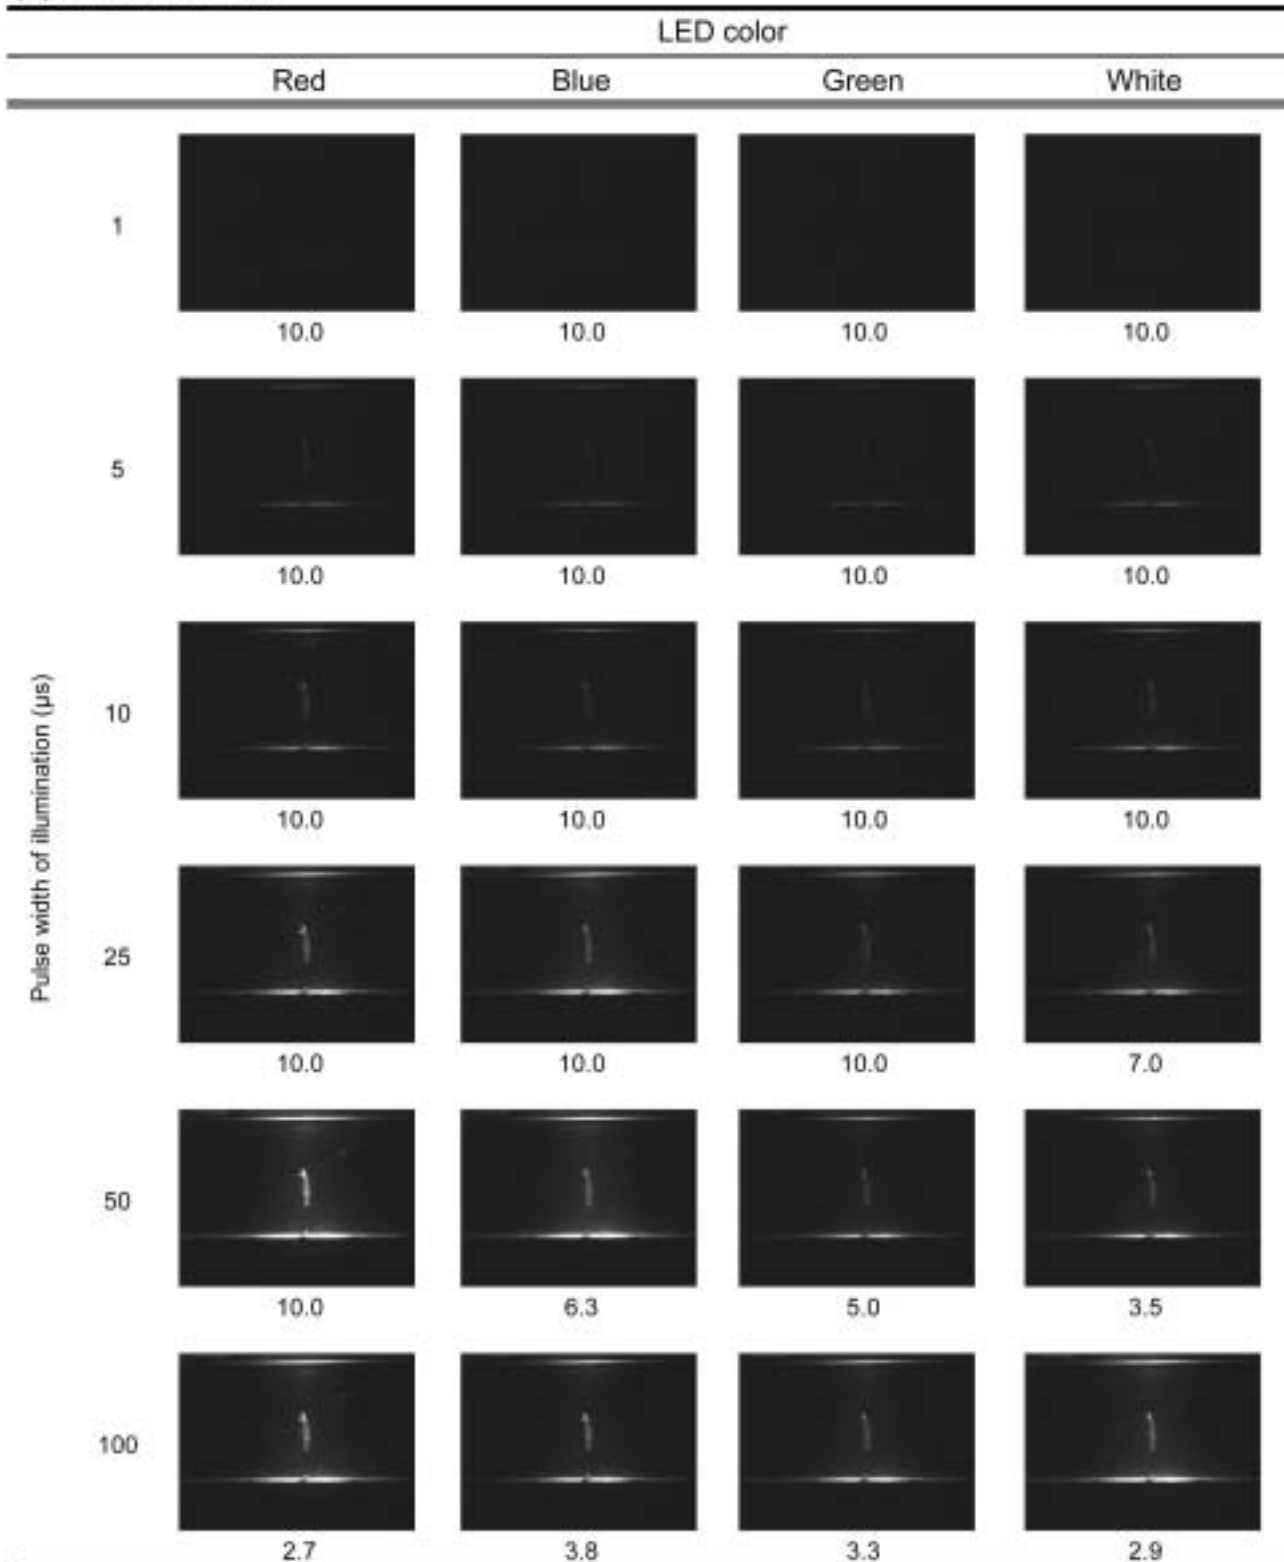 LED color
Red Blue Green White
1
10.0 10.0 10.0 10.0
5
10.0 10.0 10.0 10.0
Pulse width of illumination (µs)
10
10.0 10.0 10.0 10.0
25
10.0 10.0 10.0 7.0
50
10.0 6.3 5.0 3.5
100
2.7 3.8 3.3 2.9